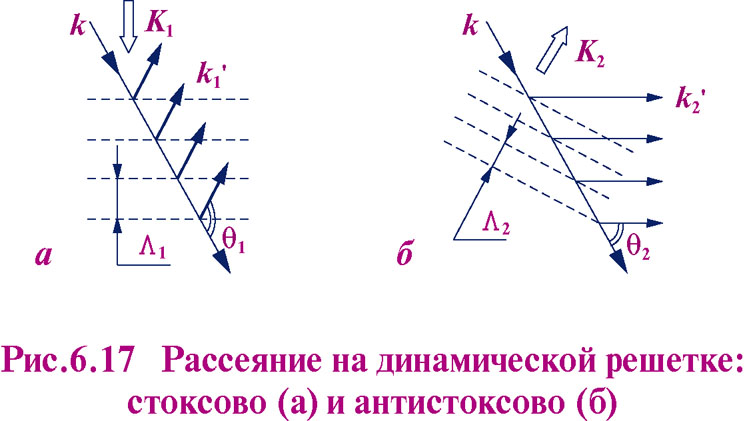 k K₁ k₁' Λ₁ θ₁ а
k K₂ k₂' Λ₂ θ₂ б
Рис.6.17 Рассеяние на динамической решетке:
стоксово (а) и антистоксово (б)